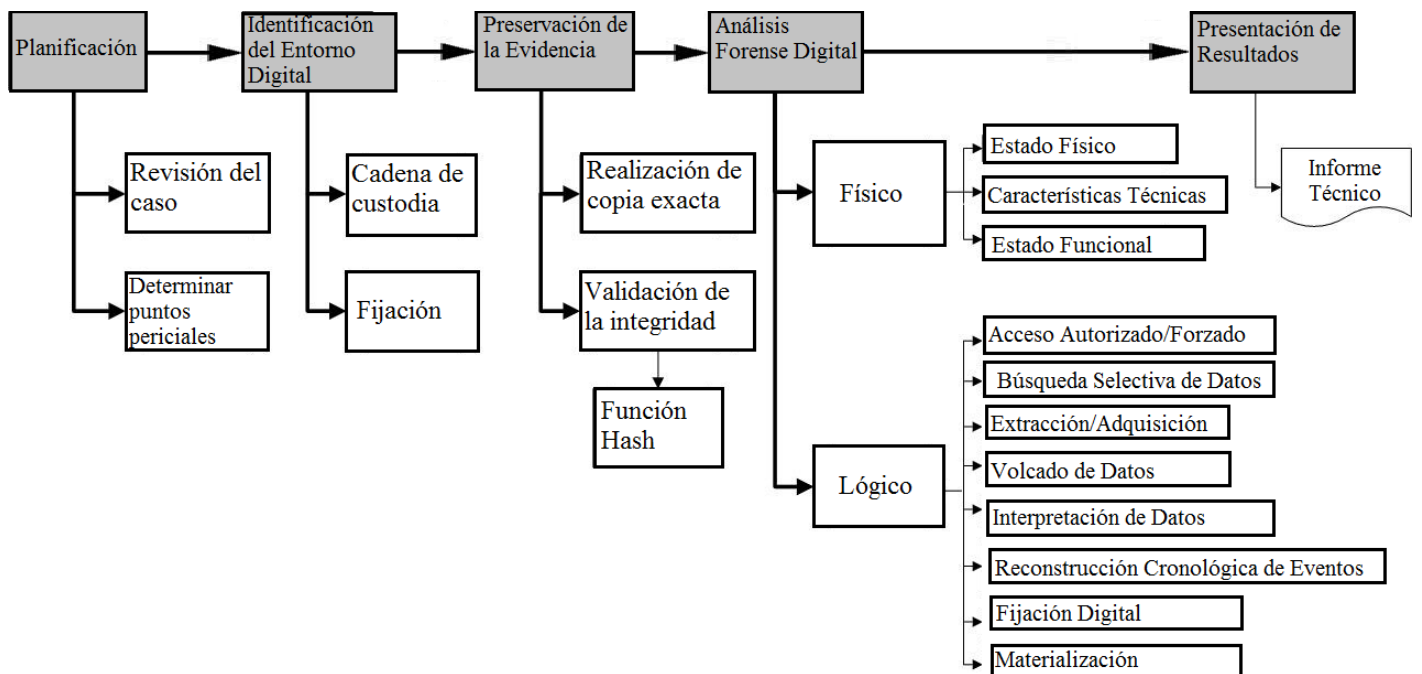 Planificación
Identificación
del Entorno
Digital
Preservación de
la Evidencia
Análisis
Forense Digital
Presentación de
Resultados
Revisión del
caso
Determinar
puntos
periciales
Cadena de
custodia
Fijación
Realización de
copia exacta
Validación de
la integridad
Función
Hash
Físico
Estado Físico
Característícas Técnicas
Estado Funcional
Lógico
Acceso Autorizado/Forzado
Búsqueda Selectiva de Datos
Extracción/Adquisición
Volcado de Datos
Interpretación de Datos
Reconstrucción Cronológica de Eventos
Fijación Digital
Materialización
Informe
Técnico